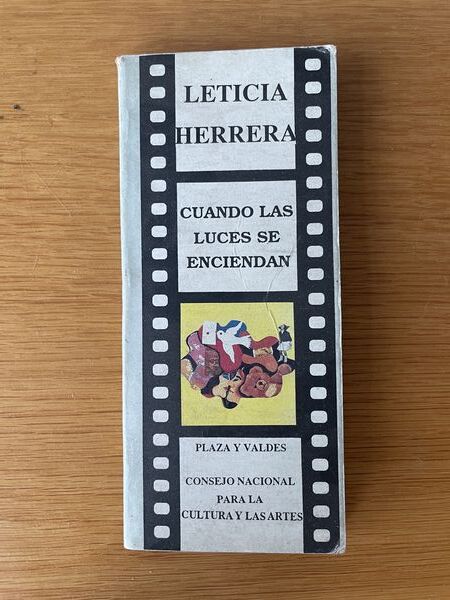 LETICIA
HERRERA
CUANDO LAS
LUCES SE
ENCIENDAN
PLAZA Y VALDES
CONSEJO NACIONAL
PARA LA
CULTURA Y LAS ARTES